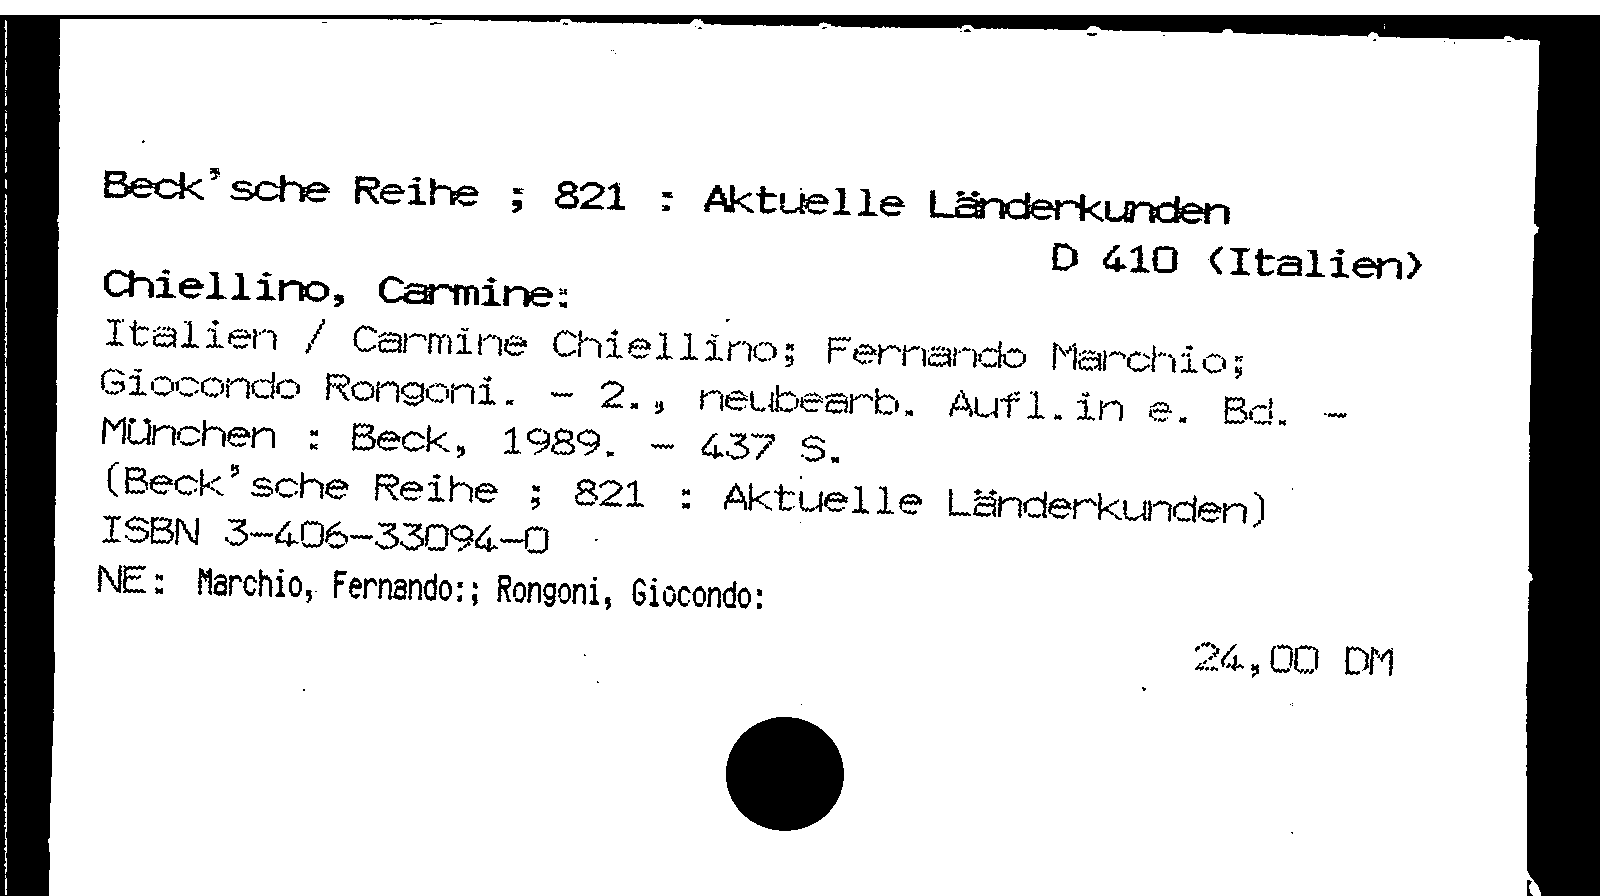 Beck'sche Reihe ; 821 : Aktuelle Länderkunden
D 410 (Italien)
Chiellino, Carmine:
Italien / Carmine Chiellino; Fernando Marchio;
Giocondo Rongoni. - 2., neubearb. Aufl.in e. Bd. -
München : Beck, 1989. - 437 S.
(Beck'sche Reihe ; 821 : Aktuelle Länderkunden)
ISBN 3-406-33094-0
NE: Marchio, Fernando:; Rongoni, Giocondo:
24,00 DM